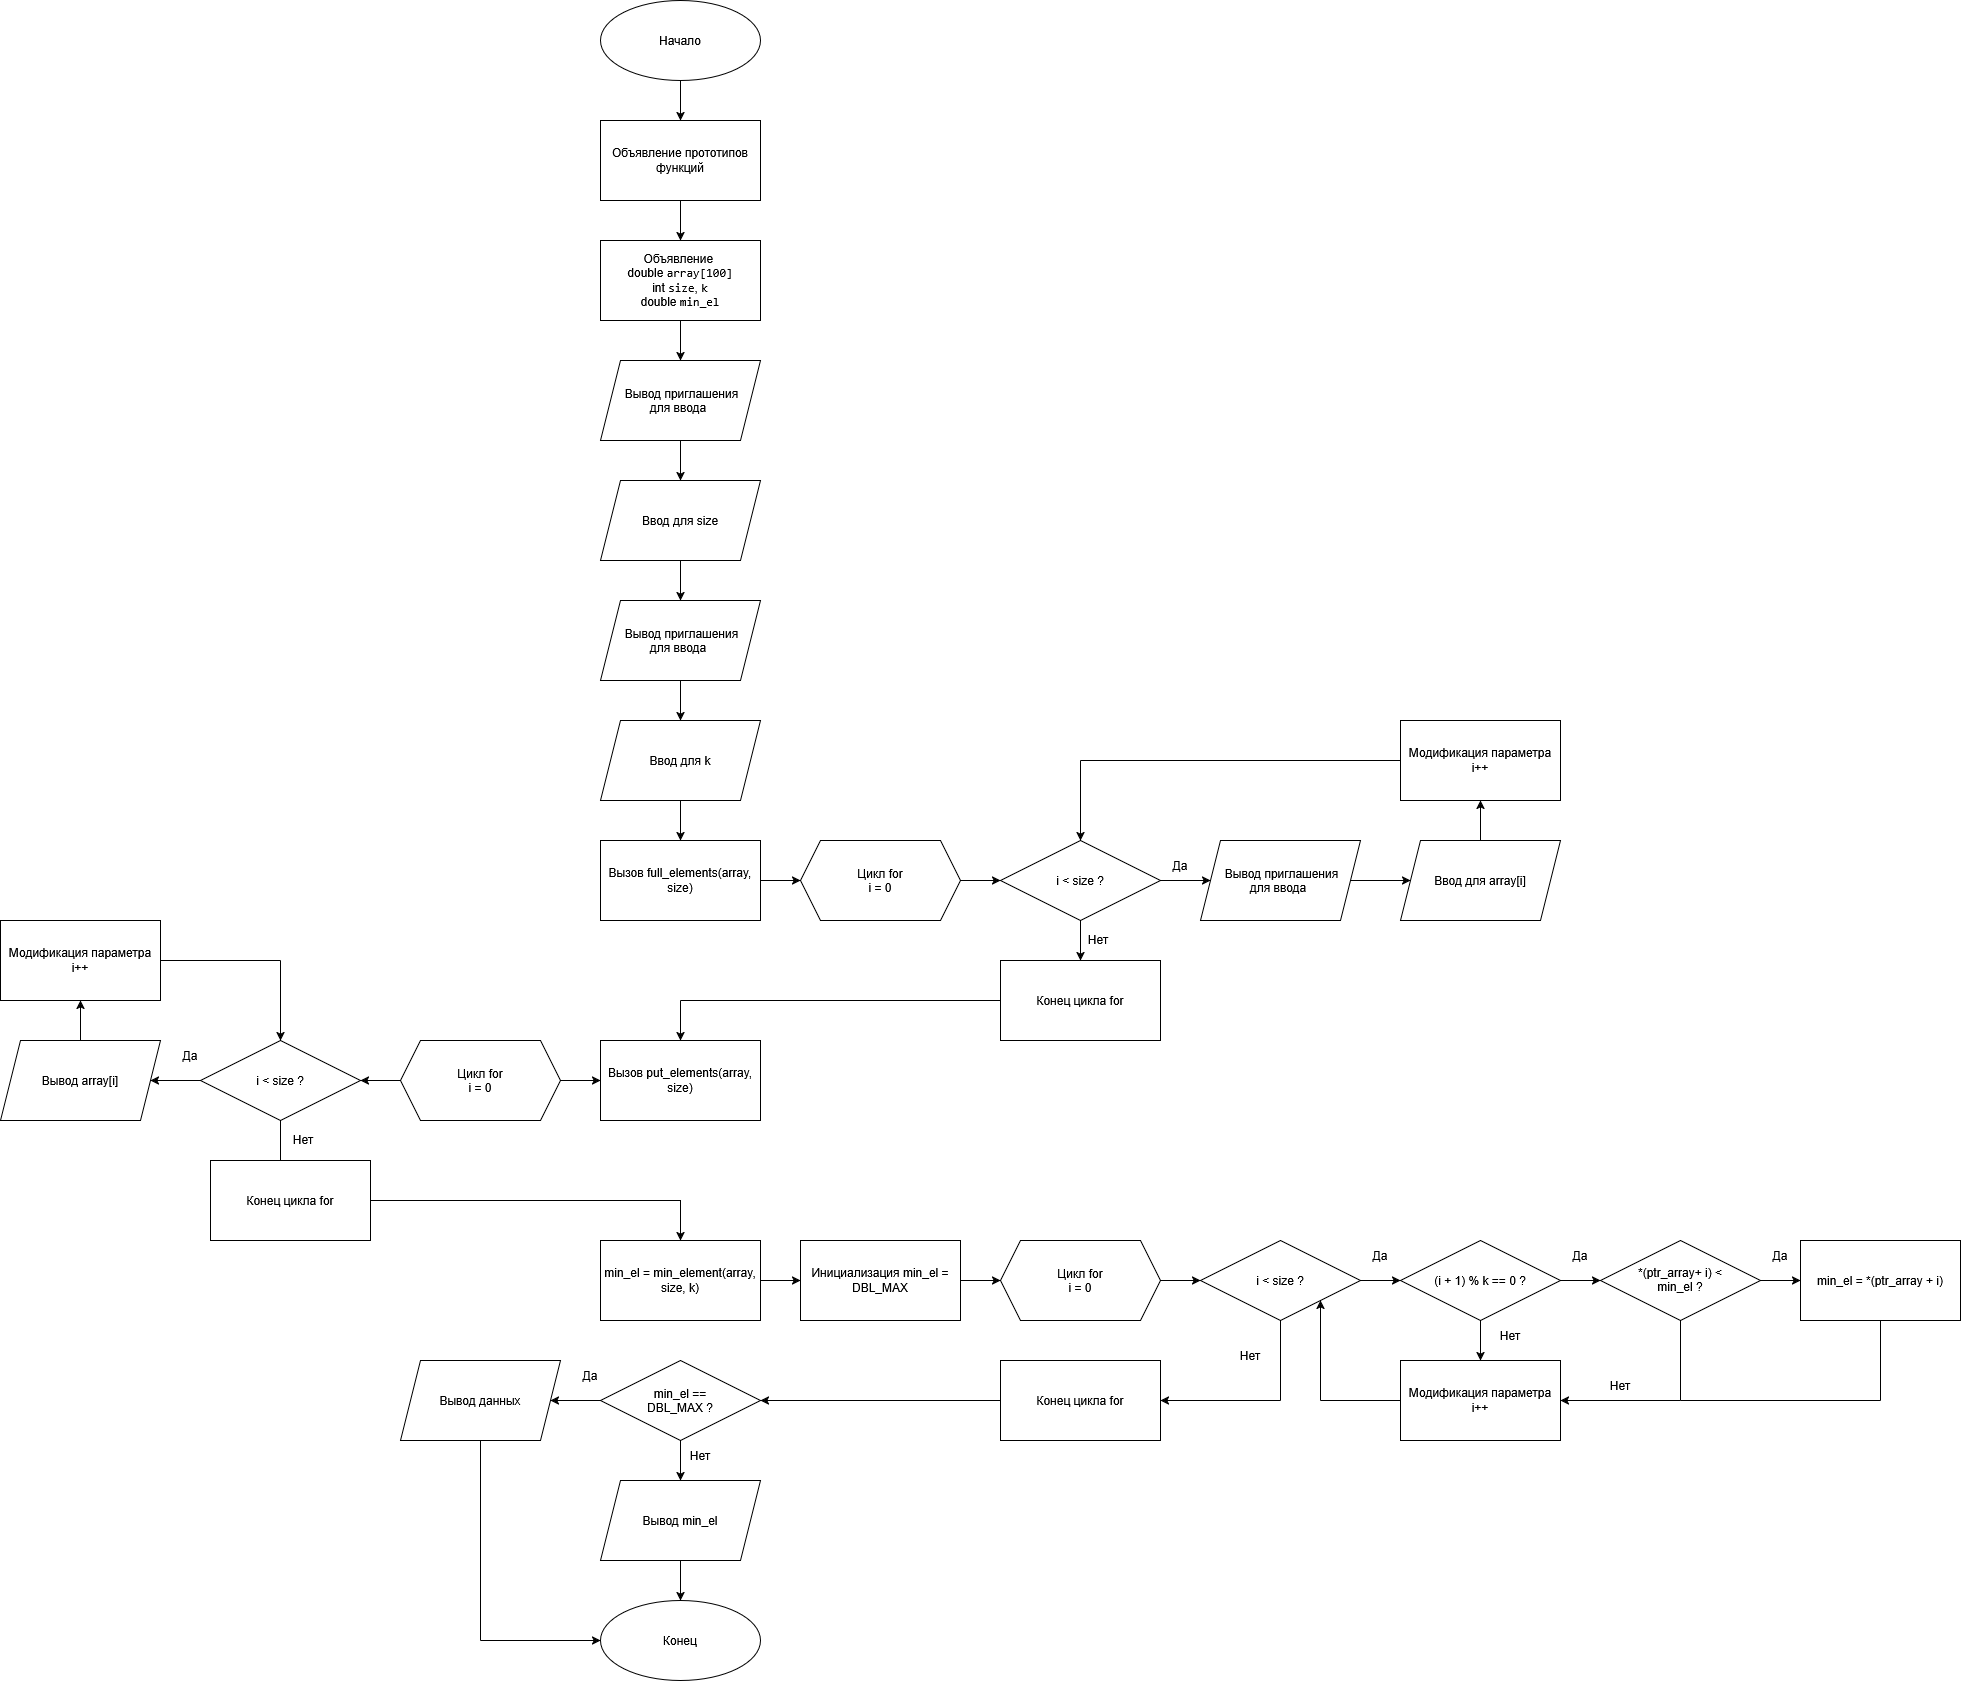 Начало
Объявление прототипов
функций
Объявление
double array[100]
int size, k
double min_el
Вывод приглашения
для ввода
Ввод для size
Вывод приглашения
для ввода
Ввод для k
Модификация параметра
i++
Вызов full_elements(array,
size)
Цикл for
i = 0
i < size ?
Да
Вывод приглашения
для ввода
Ввод для array[i]
Нет
Конец цикла for
Модификация параметра
i++
Вывод array[i]
Да
i < size ?
Цикл for
i = 0
Вызов put_elements(array,
size)
Нет
Конец цикла for
min_el = min_element(array,
size, k)
Инициализация min_el =
DBL_MAX
Цикл for
i = 0
i < size ?
Да
(i + 1) % k == 0 ?
Да
*(ptr_array+ i) <
min_el ?
Да
min_el = *(ptr_array + i)
Нет
Нет
Нет
Вывод данных
Да
min_el ==
DBL_MAX ?
Конец цикла for
Модификация параметра
i++
Нет
Вывод min_el
Конец